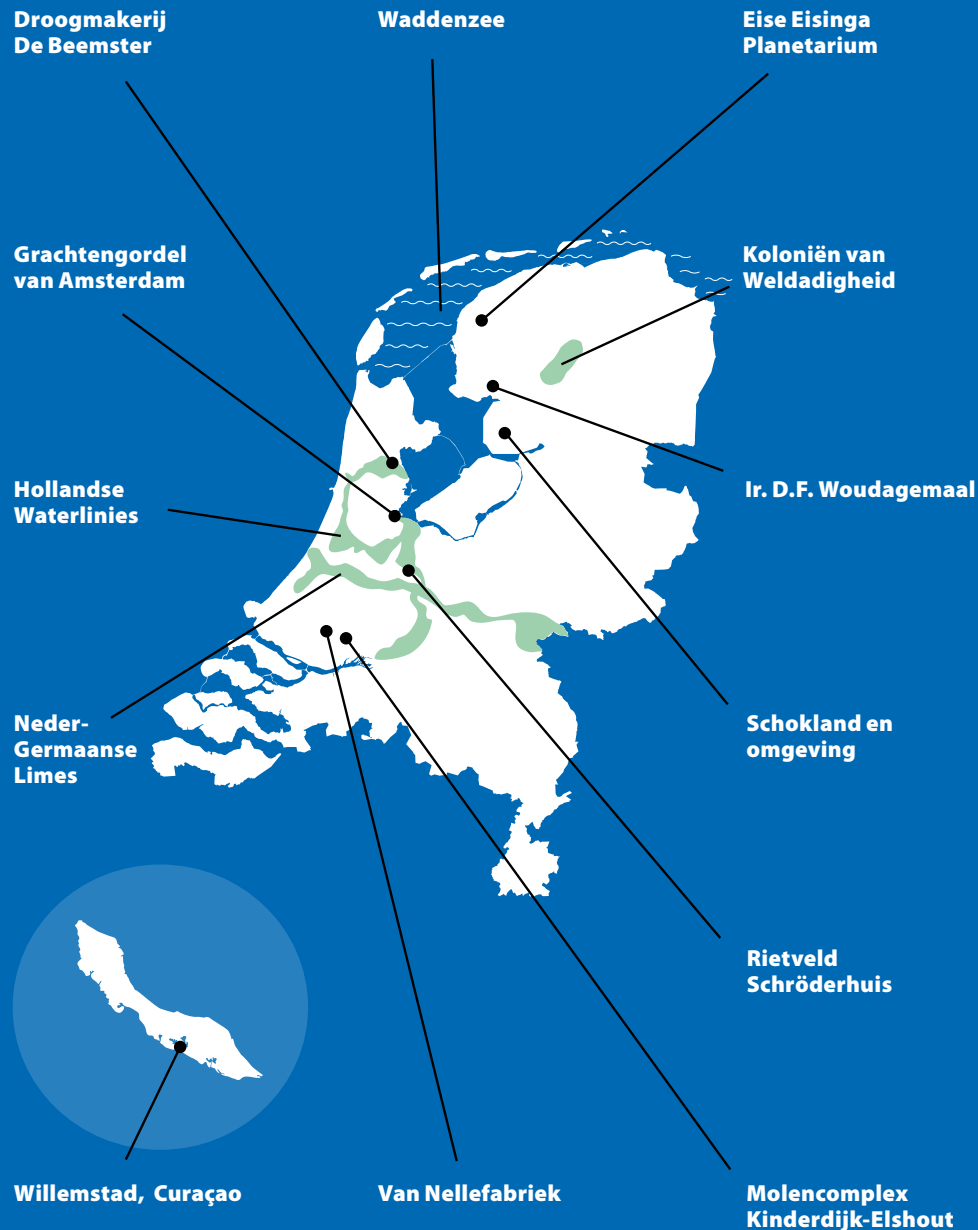 Droogmakerij
De Beemster
Waddenzee
Eise Eisinga
Planetarium
Grachtengordel
van Amsterdam
Koloniën van
Weldadigheid
Hollandse
Waterlinies
Ir. D.F. Woudagemaal
Neder-
Germaanse
Limes
Schokland en
omgeving
Rietveld
Schröderhuis
Willemstad, Curaçao
Van Nellefabriek
Molencomplex
Kinderdijk-Elshout